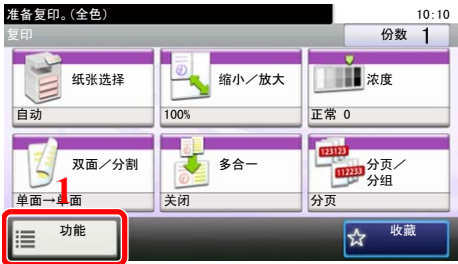 准备复印。(全色) 10:10
复印 份数 1
纸张选择 缩小／放大 浓度
自动 100% 正常 0
双面／分割 多合一 123123 112233 分页／
分组
单面→单面 关闭 分页
1
功能 收藏